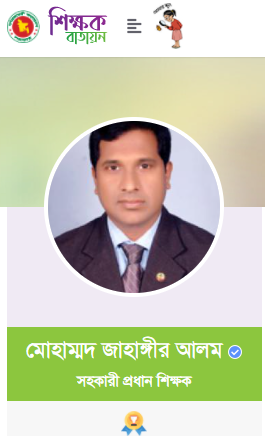 শিক্ষক
বাতায়ন
মোহাম্মদ জাহাঙ্গীর আলম
সহকারী প্রধান শিক্ষক